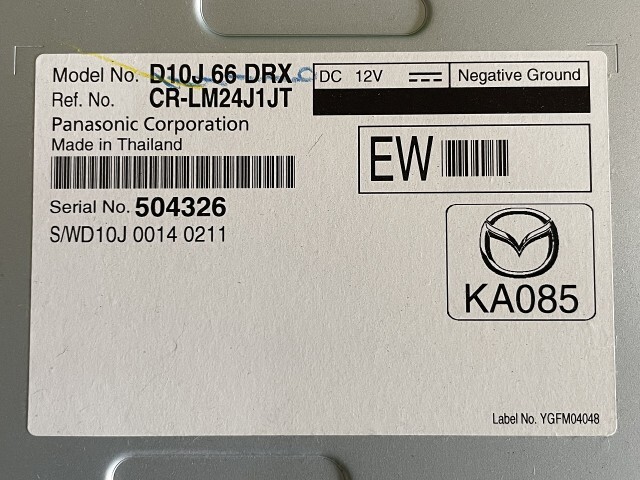 Model No. D10J 66 DRX
DC 12V
Negative Ground
Ref. No. CR-LM24J1JT
Panasonic Corporation
Made in Thailand
EW
Serial No. 504326
S/WD10J 0014 0211
KA085
Label No. YGFM04048